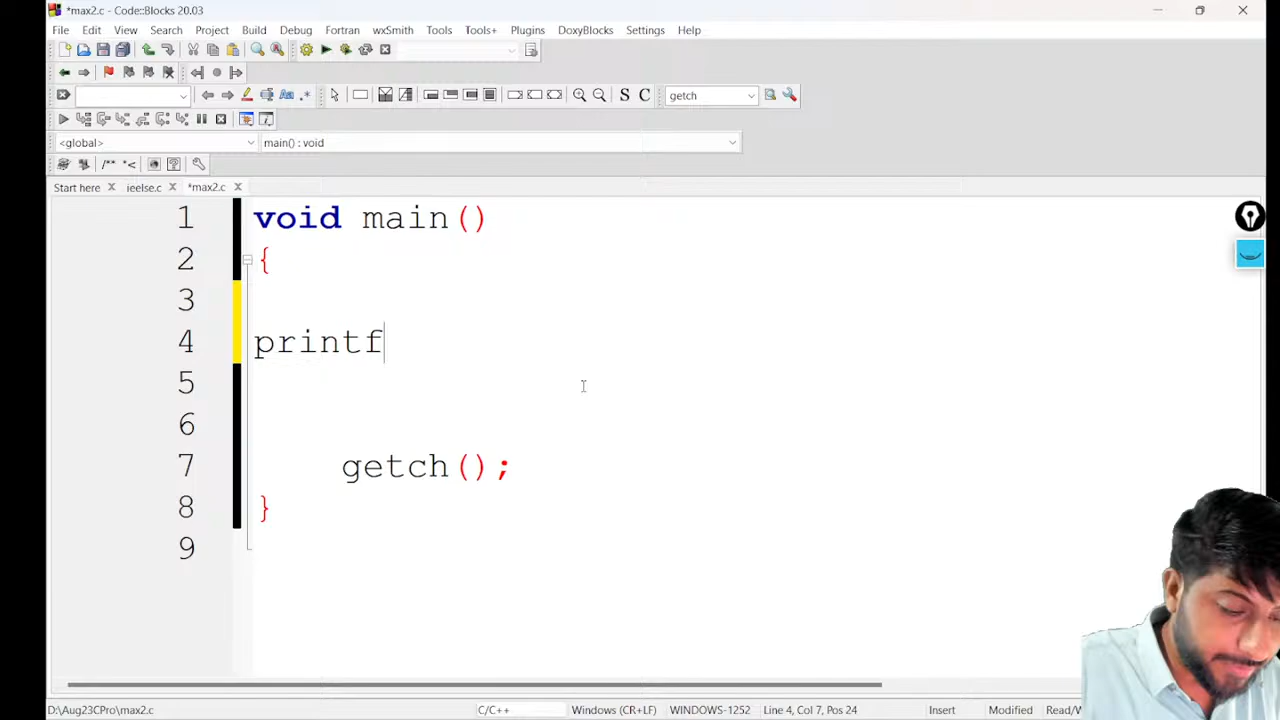 *max2.c - Code::Blocks 20.03
File Edit View Search Project Build Debug Fortran wxSmith Tools Tools+ Plugins DoxyBlocks Settings Help
S C getch
<global> main() : void
/** *<
Start here ieelse.c *max2.c
1 void main()
2 {
3
4 printf
5
6
7 getch();
8 }
9
D:\Aug23CPro\max2.c C/C++ Windows (CR+LF) WINDOWS-1252 Line 4, Col 7, Pos 24 Insert Modified Read/W